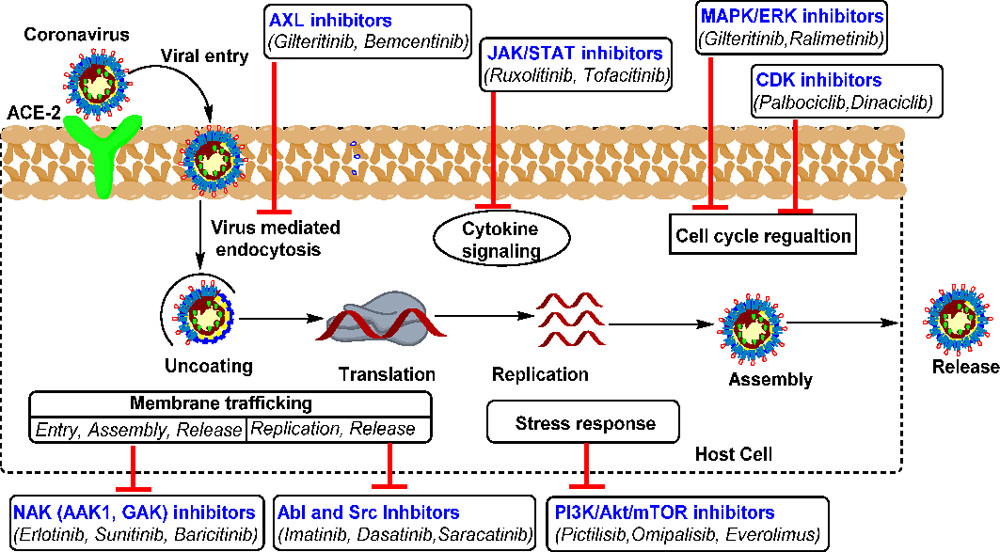 AXL inhibitors
(Gilteritinib, Bemcentinib)
MAPK/ERK inhibitors
(Gilteritinib,Ralimetinib)
Coronavirus
Viral entry
JAK/STAT inhibitors
(Ruxolitinib, Tofacitinib)
CDK inhibitors
(Palbociclib,Dinaciclib)
ACE-2
Virus mediated
endocytosis
Cytokine
signaling
Cell cycle regualtion
Uncoating
Translation
Replication
Assembly
Release
Membrane trafficking
Entry, Assembly, Release
Replication, Release
Stress response
Host Cell
NAK (AAK1, GAK) inhibitors
(Erlotinib, Sunitinib, Baricitinib)
Abl and Src Inhbitors
(Imatinib, Dasatinib,Saracatinib)
PI3K/Akt/mTOR inhibitors
(Pictilisib,Omipalisib, Everolimus)